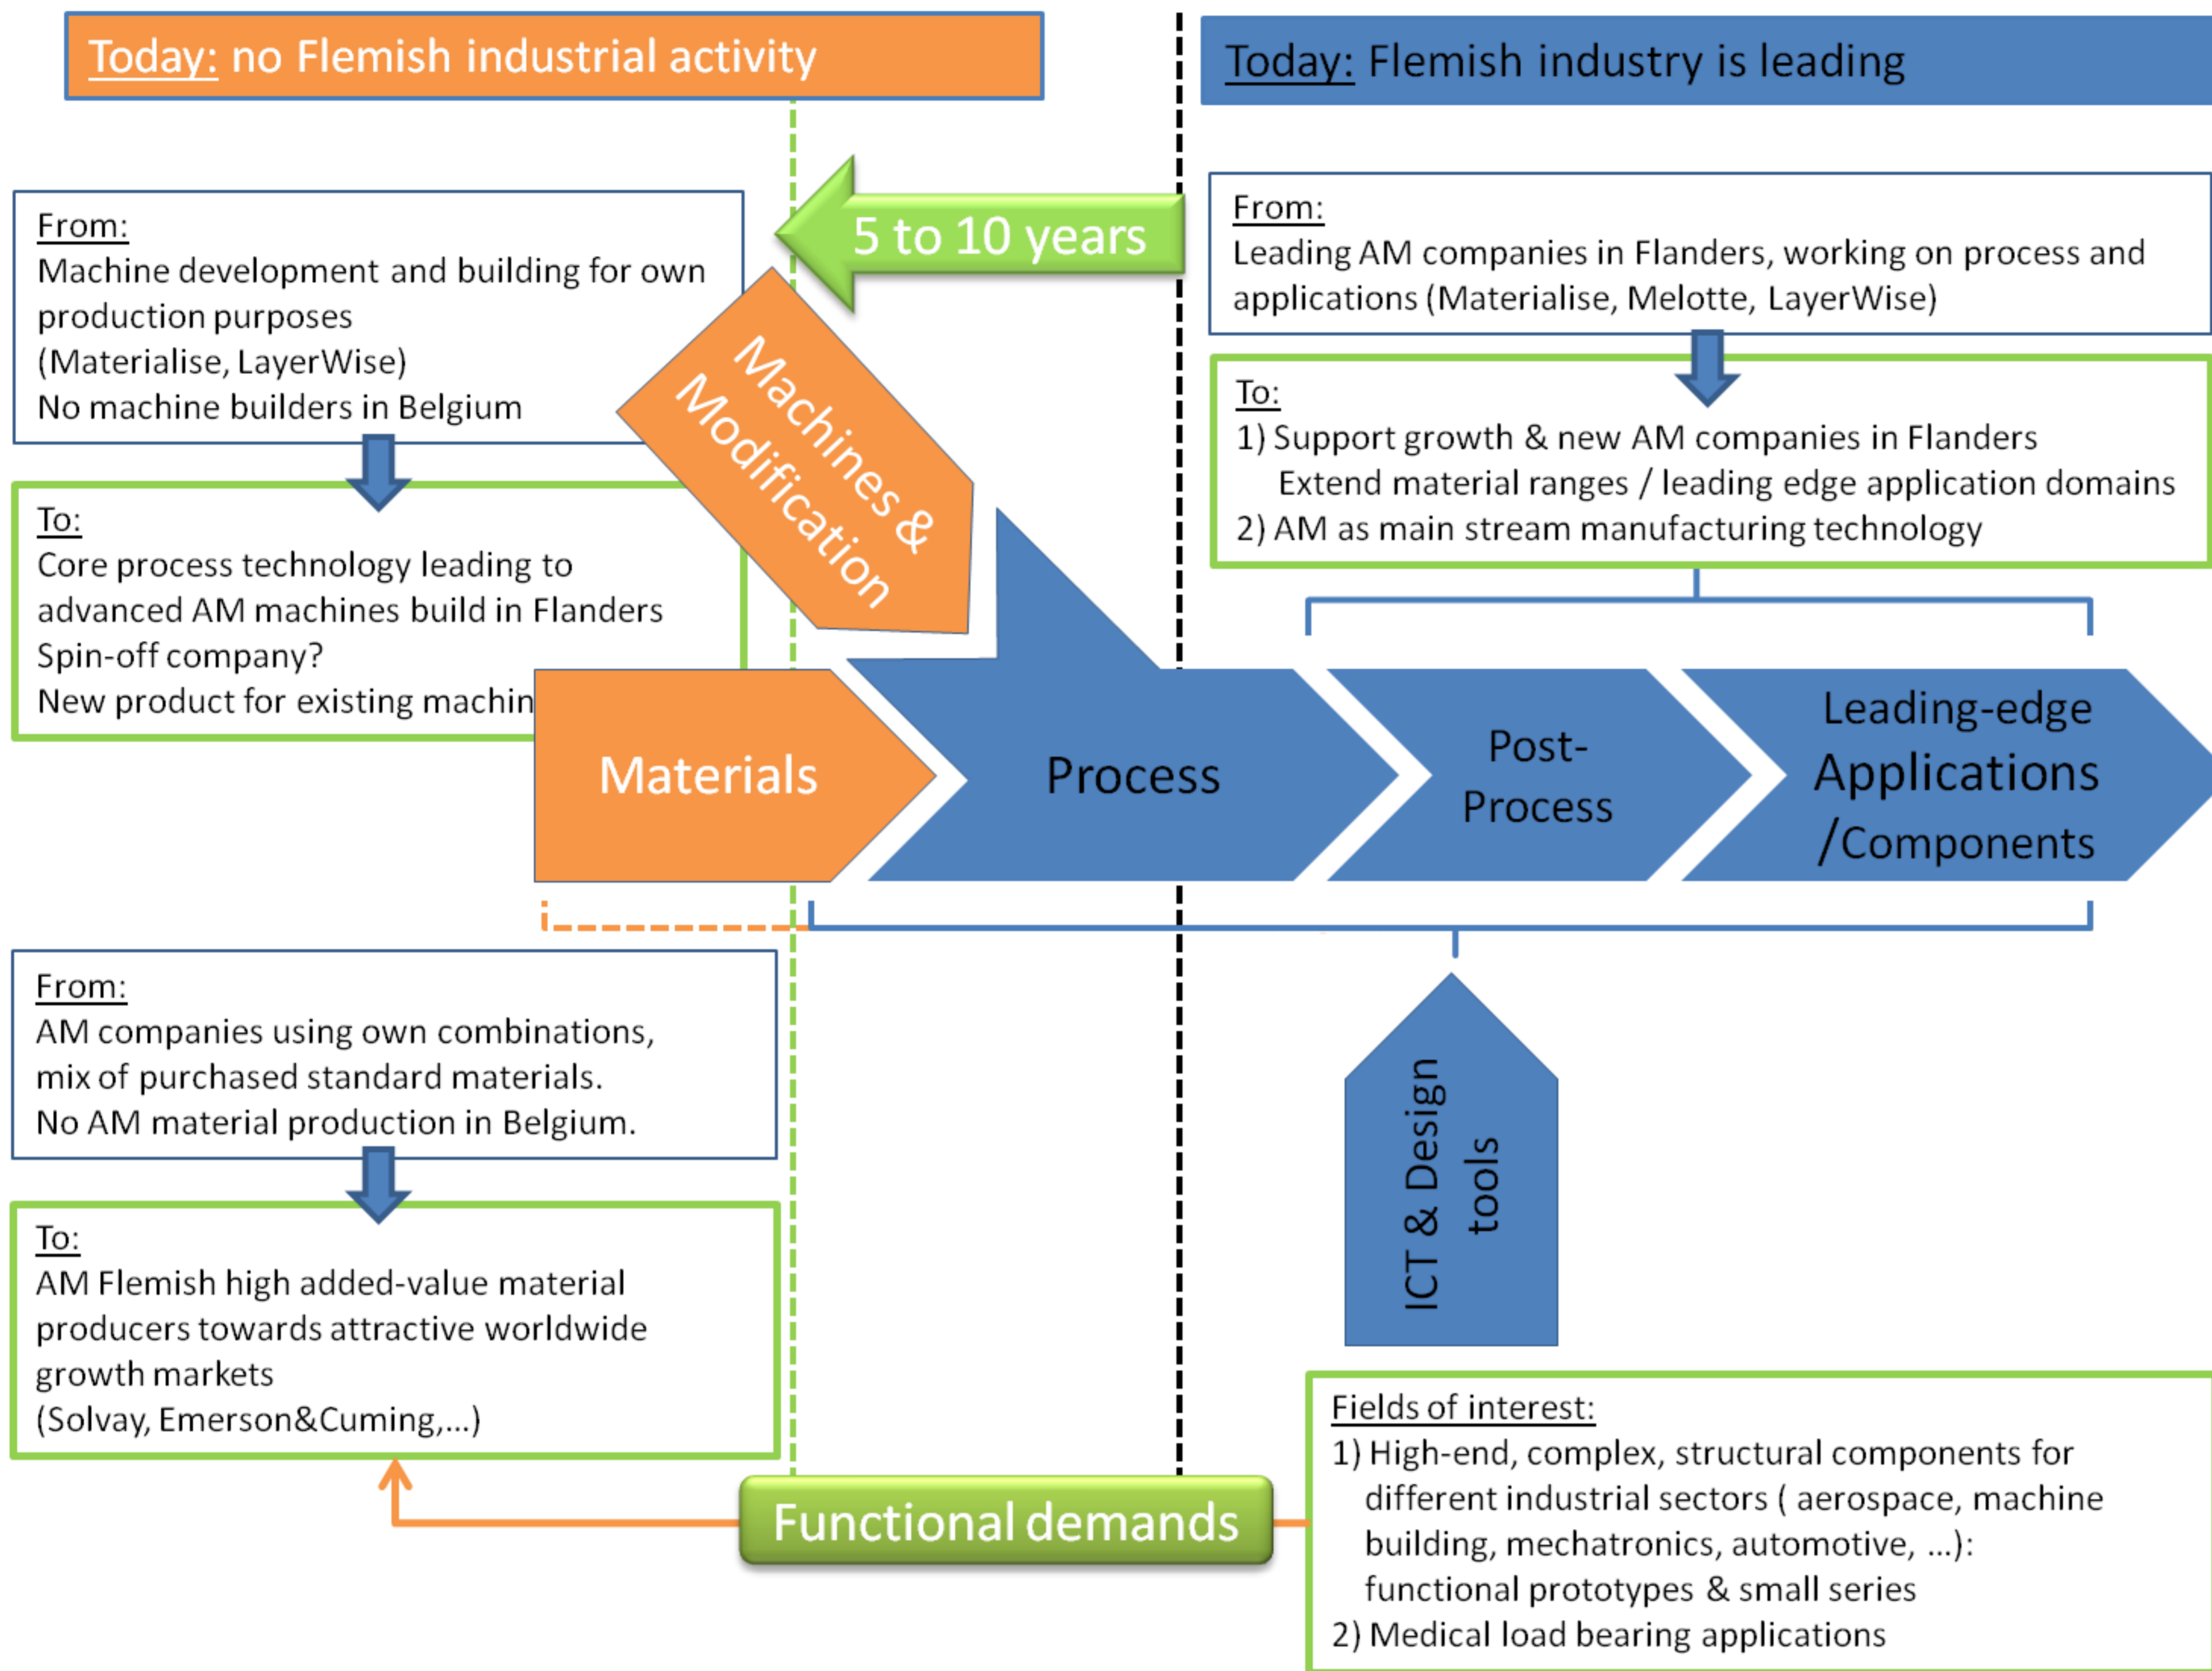 Today: no Flemish industrial activity
Today: Flemish industry is leading
From:
Machine development and building for own
production purposes
(Materialise, LayerWise)
No machine builders in Belgium
5 to 10 years
From:
Leading AM companies in Flanders, working on process and
applications (Materialise, Melotte, LayerWise)
To:
1) Support growth & new AM companies in Flanders
Extend material ranges / leading edge application domains
2) AM as main stream manufacturing technology
Machines &
Modification
To:
Core process technology leading to
advanced AM machines build in Flanders
Spin-off company?
New product for existing machin
Materials
Process
Post-
Process
Leading-edge
Applications
/Components
From:
AM companies using own combinations,
mix of purchased standard materials.
No AM material production in Belgium.
To:
AM Flemish high added-value material
producers towards attractive worldwide
growth markets
(Solvay, Emerson&Cuming,...)
ICT & Design
tools
Functional demands
Fields of interest:
1) High-end, complex, structural components for
different industrial sectors ( aerospace, machine
building, mechatronics, automotive, ...):
functional prototypes & small series
2) Medical load bearing applications